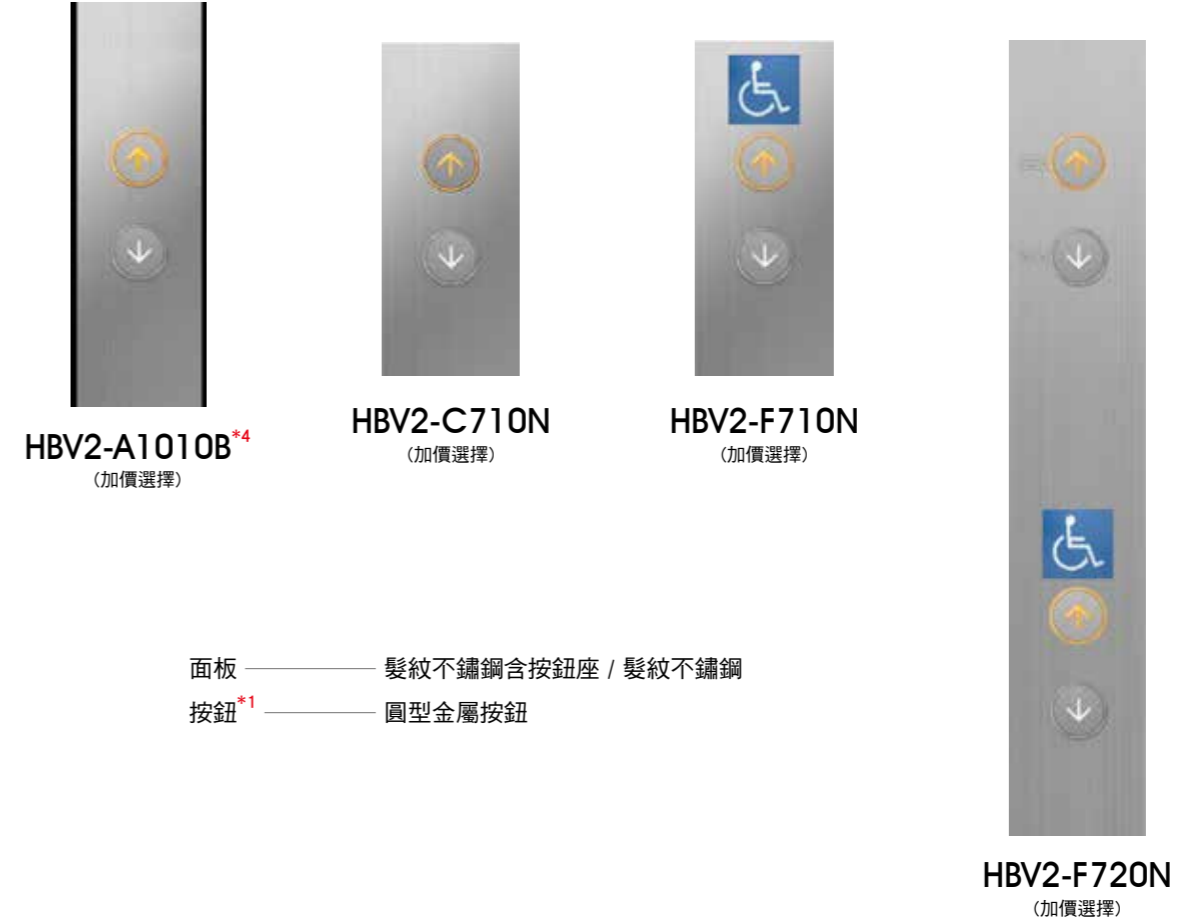 HBV2-A1010B*4
(加價選擇)
HBV2-C710N
(加價選擇)
HBV2-F710N
(加價選擇)
面板 髮紋不鏽鋼含按鈕座 / 髮紋不鏽鋼
按鈕*1 圓型金屬按鈕
HBV2-F720N
(加價選擇)